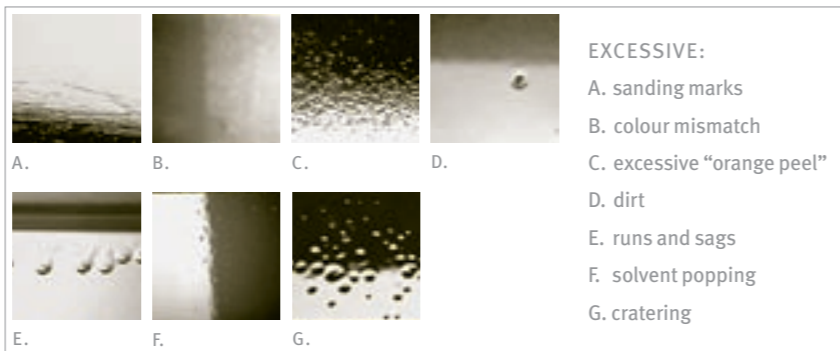 A.
B.
C.
D.
E.
F.
G.
EXCESSIVE:
A. sanding marks
B. colour mismatch
C. excessive “orange peel”
D. dirt
E. runs and sags
F. solvent popping
G. cratering